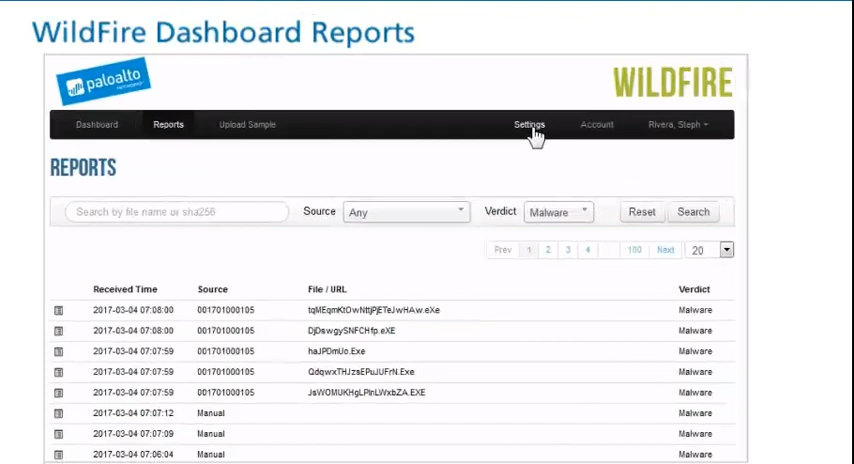 WildFire Dashboard Reports
paloalto
NETWORKS
WILDFIRE
Dashboard Reports Upload Sample Settings Account Rivera, Steph
REPORTS
Search by file name or sha256 Source Any Verdict Malware Reset Search
Prev 1 2 3 4 100 Next 20
Received Time Source File / URL Verdict
2017-03-04 07:08:00 001701000105 tqMEqmKtOwNttjPjETeJwHAw.eXe Malware
2017-03-04 07:08:00 001701000105 DjDswgySNFCHfp.eXE Malware
2017-03-04 07:07:59 001701000105 haJPDmUo.Exe Malware
2017-03-04 07:07:59 001701000105 QdqwxTHJzsEPuJUFrN.Exe Malware
2017-03-04 07:07:59 001701000105 JsWOMUKHgLPlnLWxbZA.EXE Malware
2017-03-04 07:07:12 Manual Malware
2017-03-04 07:07:09 Manual Malware
2017-03-04 07:06:04 Manual Malware